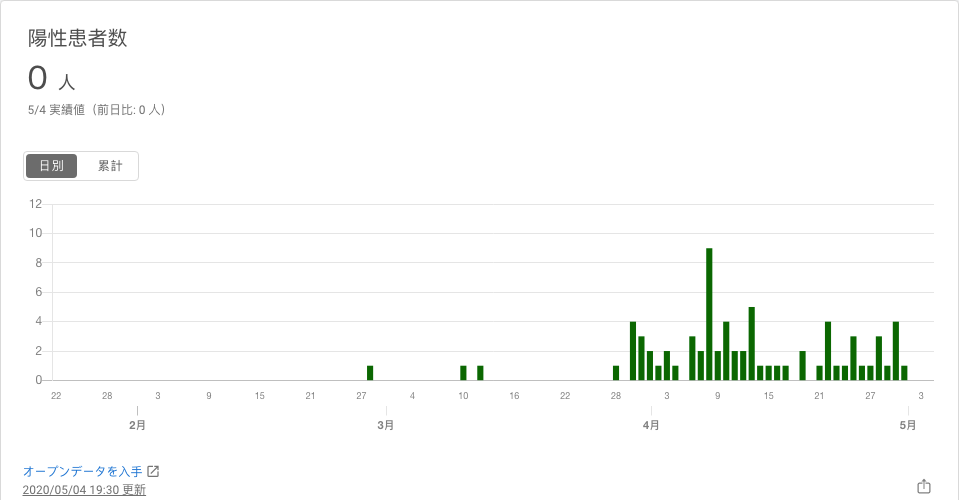 陽性患者数
0 人
5/4 実績値（前日比: 0 人）
日別 累計
12
10
8
6
4
2
0
22 28 3 9 15 21 27 4 10 16 22 28 3 9 15 21 27 3
2月 3月 4月 5月
オープンデータを入手
2020/05/04 19:30 更新